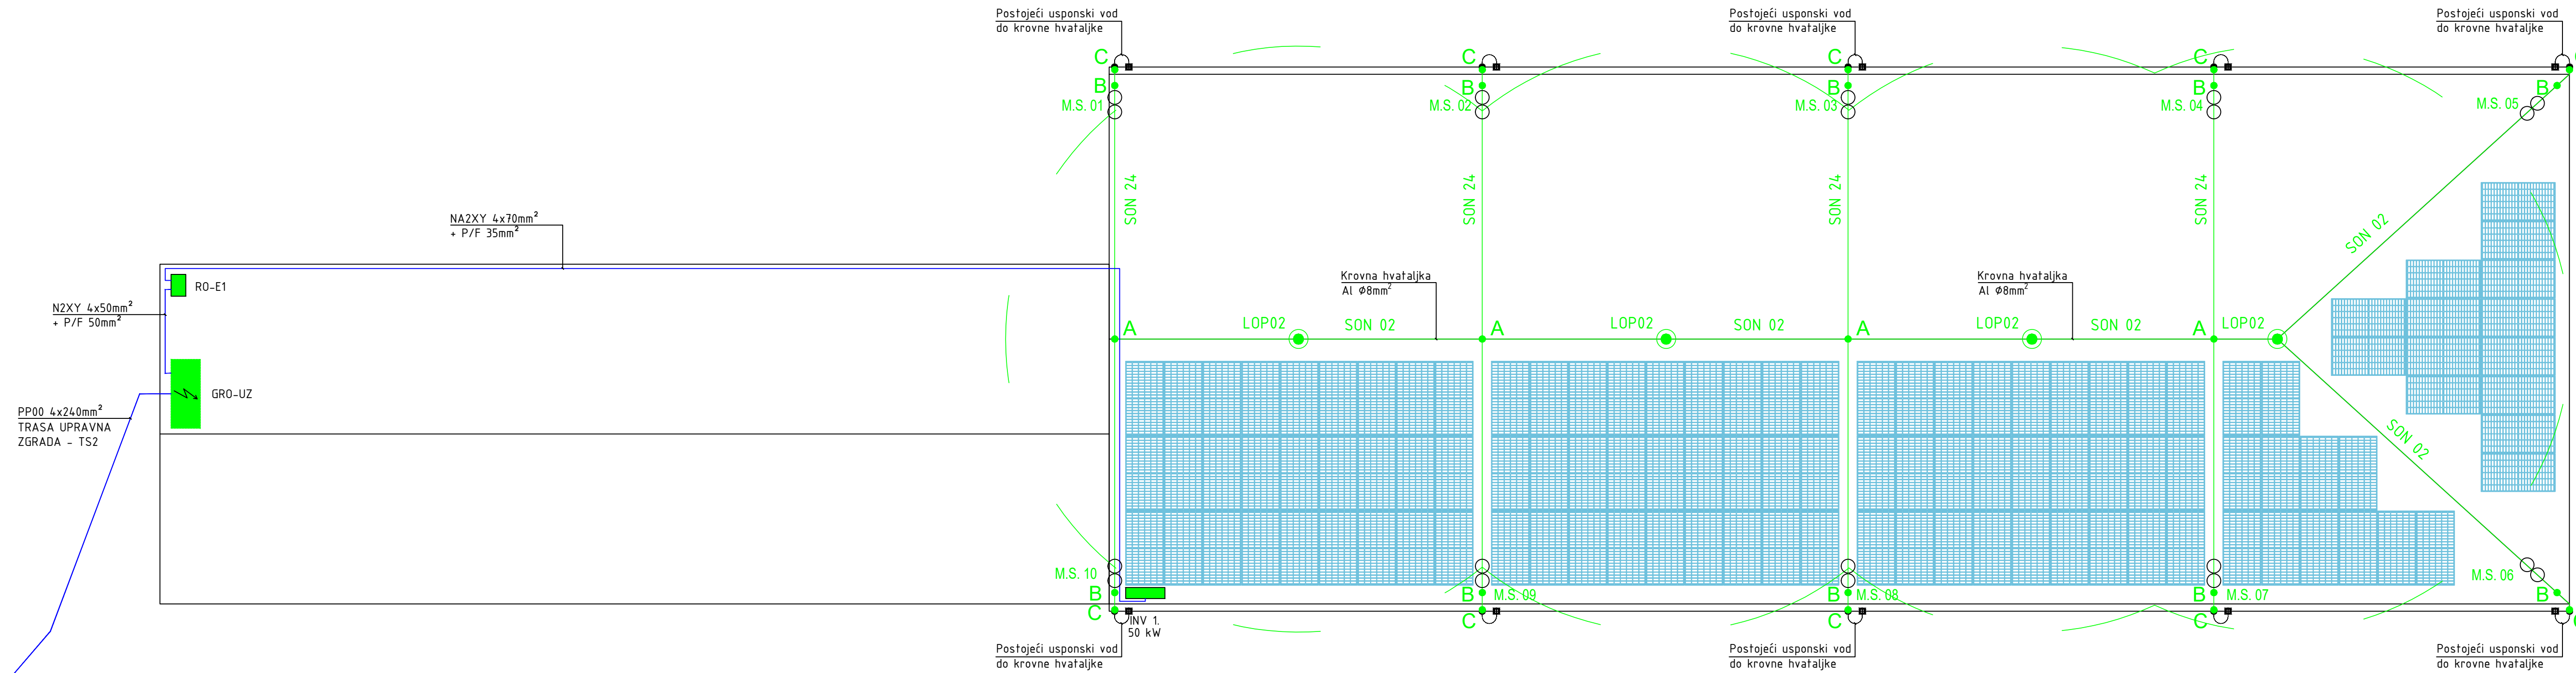 Postojeći usponski vod
do krovne hvataljke
Postojeći usponski vod
do krovne hvataljke
Postojeći usponski vod
do krovne hvataljke
C
C
C
C
B
B
B
B
B
M.S. 01
M.S. 02
M.S. 03
M.S. 04
M.S. 05
SON 24
SON 24
SON 24
SON 24
SON 02
NA2XY 4x70mm²
+ P/F 35mm²
RO-E1
N2XY 4x50mm²
+ P/F 50mm²
Krovna hvataljka
Al Ø8mm²
Krovna hvataljka
Al Ø8mm²
A
LOP02
SON 02
A
LOP02
SON 02
A
LOP02
SON 02
A
LOP02
GRO-UZ
PP00 4x240mm²
TRASA UPRAVNA
ZGRADA - TS2
SON 02
M.S. 10
M.S. 06
B
B
M.S. 09
B
M.S. 08
B
M.S. 07
B
C
C
C
C
INV 1.
50 kW
Postojeći usponski vod
do krovne hvataljke
Postojeći usponski vod
do krovne hvataljke
Postojeći usponski vod
do krovne hvataljke